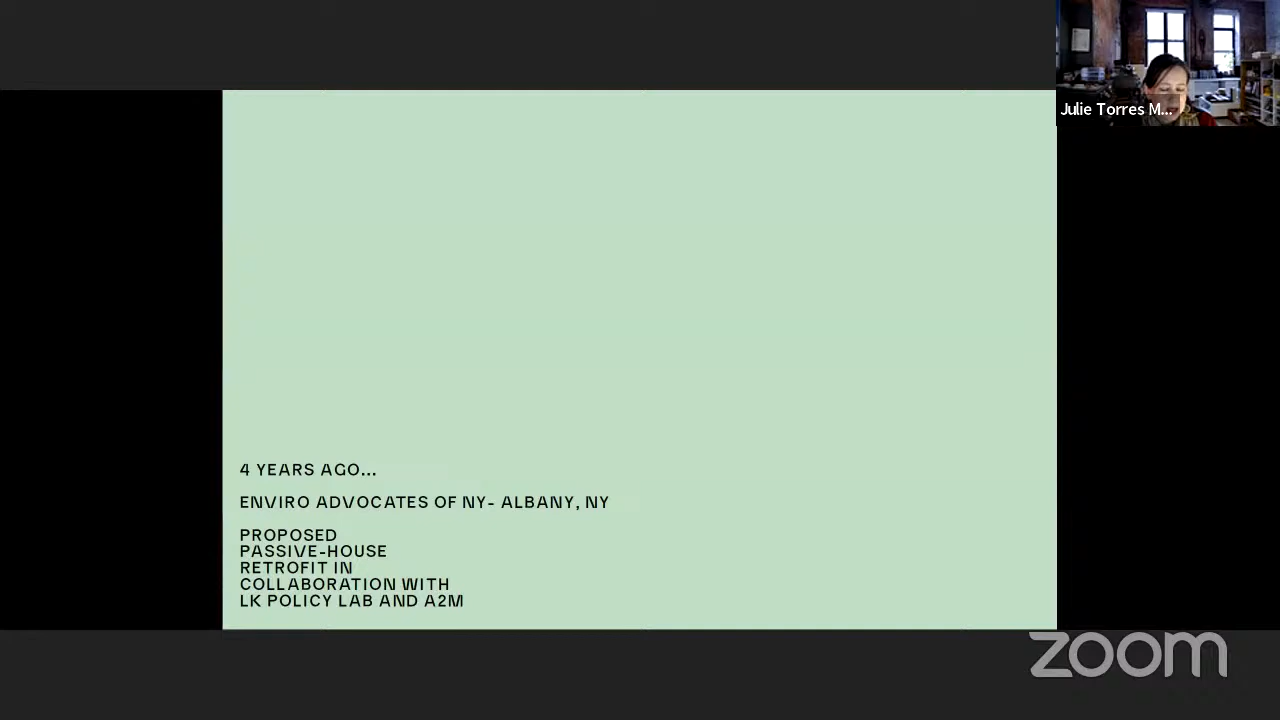 Julie Torres M...
4 YEARS AGO...
ENVIRO ADVOCATES OF NY- ALBANY, NY
PROPOSED
PASSIVE-HOUSE
RETROFIT IN
COLLABORATION WITH
LK POLICY LAB AND A2M
zoom